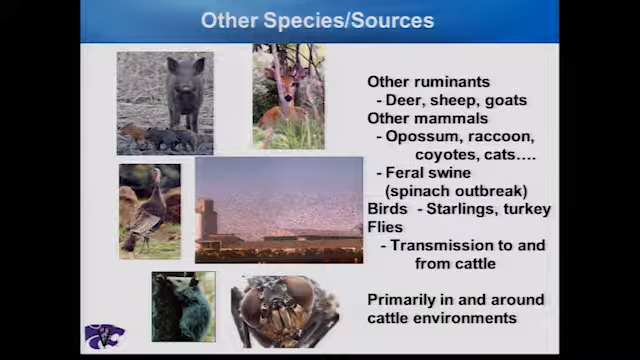 Other Species/Sources
Other ruminants
- Deer, sheep, goats
Other mammals
- Opossum, raccoon,
coyotes, cats….
- Feral swine
(spinach outbreak)
Birds - Starlings, turkey
Flies
- Transmission to and
from cattle
Primarily in and around
cattle environments